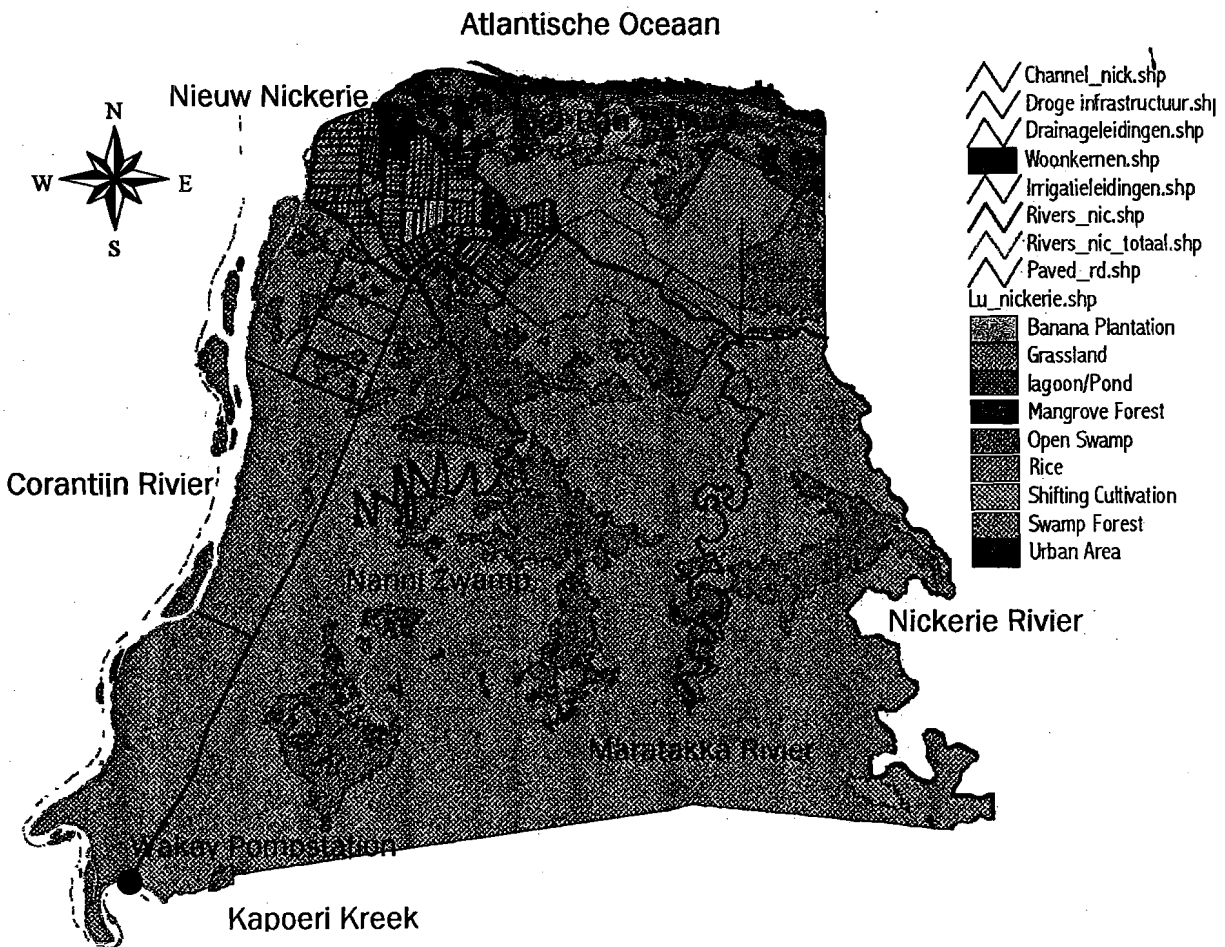 Atlantische Oceaan
Nieuw Nickerie
N
W E
S
Corantijn Rivier
Nanni Zwamp
Nickerie Rivier
Maratakka Rivier
Wakay Pompstation
Kapoeri Kreek
Channel_nick.shp
Droge infrastructuur.shp
Drainageleidingen.shp
Woonkernen.shp
Irrigatieleidingen.shp
Rivers_nic.shp
Rivers_nic_totaal.shp
Paved_rd.shp
Lu_nickerie.shp
Banana Plantation
Grassland
lagoon/Pond
Mangrove Forest
Open Swamp
Rice
Shifting Cultivation
Swamp Forest
Urban Area